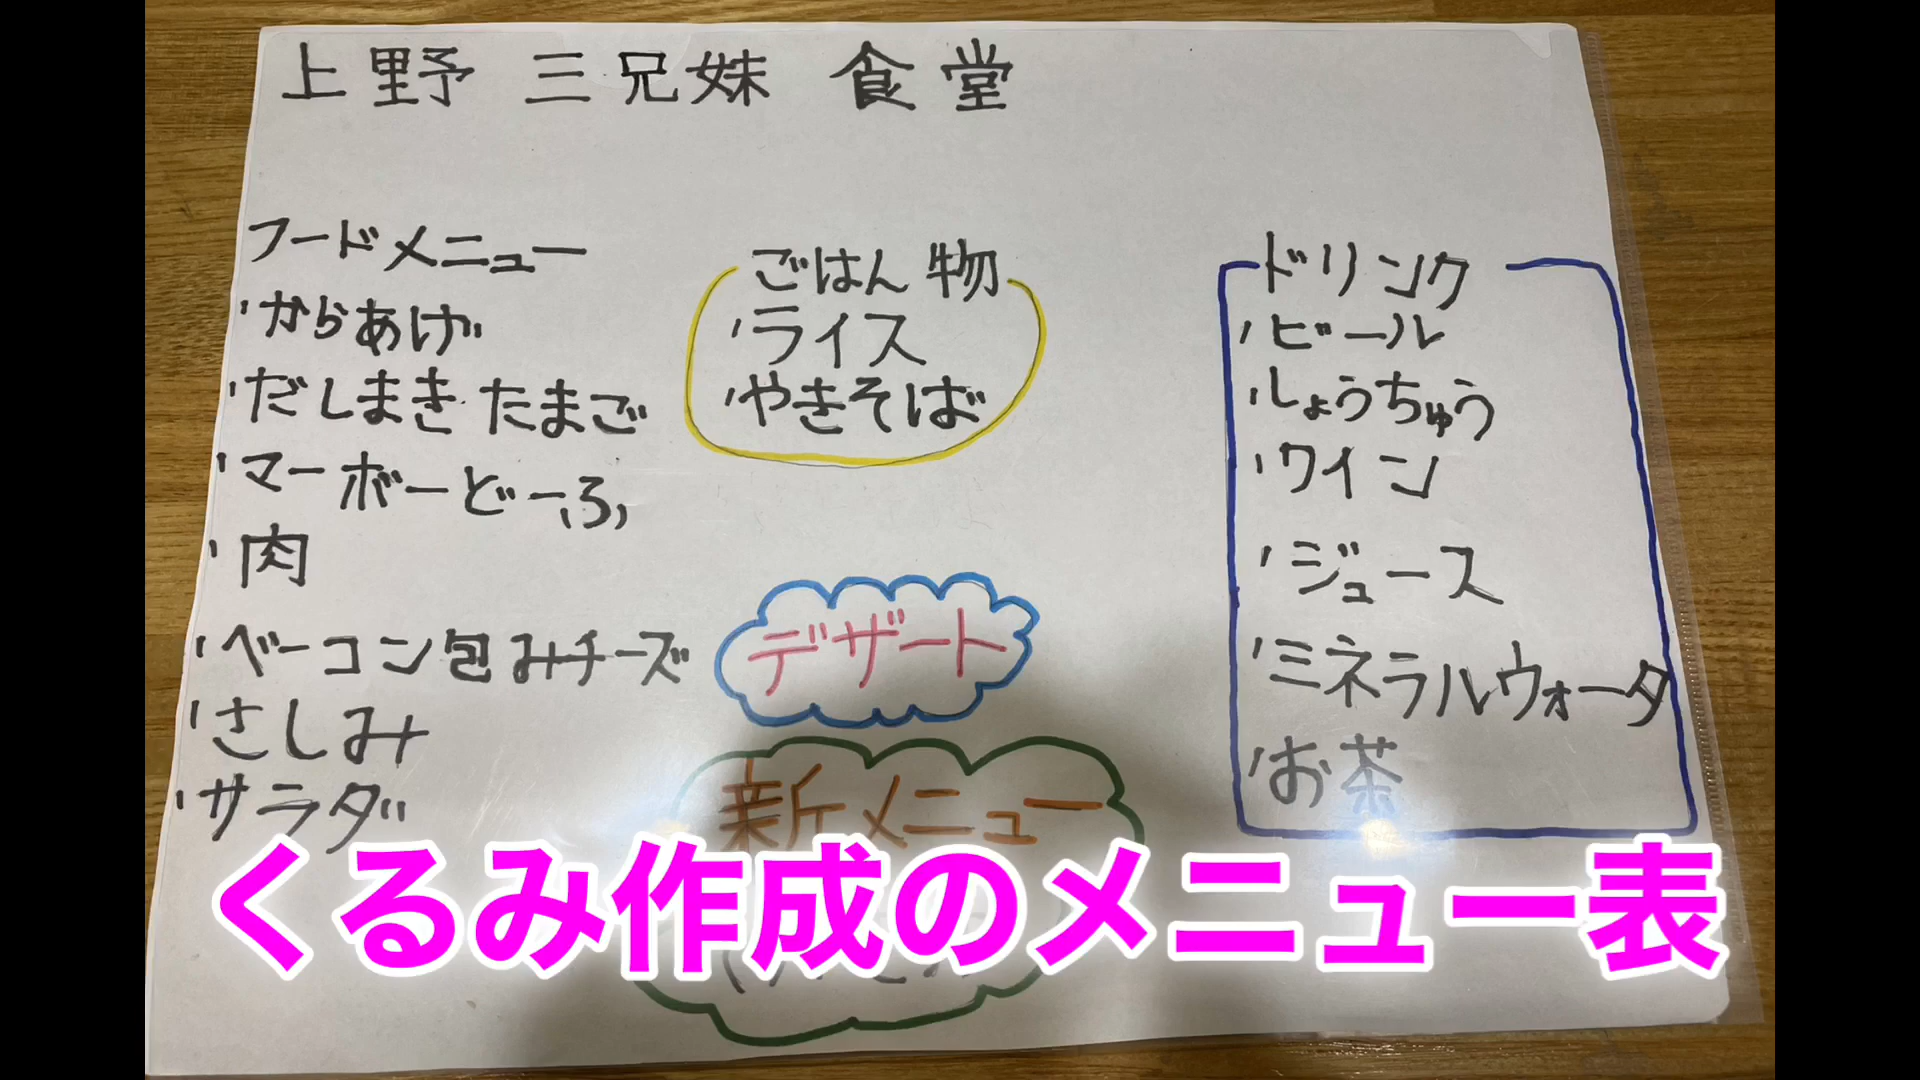 上野 三兄妹 食堂
フードメニュー
・からあげ
・だしまきたまご
・マーボーどーふ
・肉
・ベーコン包みチーズ
・さしみ
・サラダ
ごはん物
・ライス
・やきそば
デザート
新メニュー
ドリンク
・ビール
・しょうちゅう
・ワイン
・ジュース
・ミネラルウォータ
・お茶
くるみ作成のメニュー表